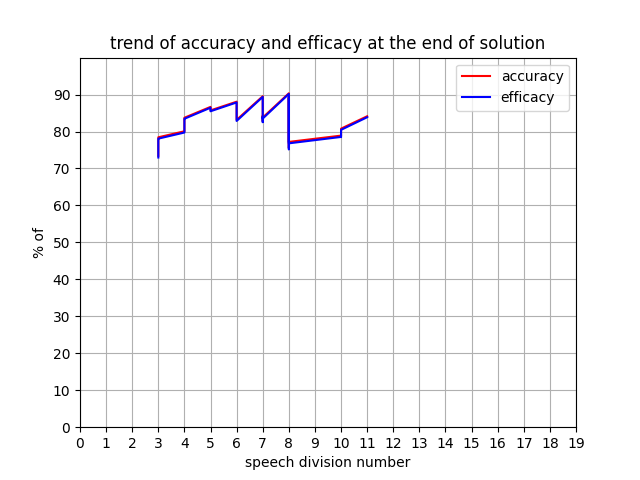 trend of accuracy and efficacy at the end of solution
accuracy
efficacy
90
80
70
60
50
40
30
20
10
0
% of
0 1 2 3 4 5 6 7 8 9 10 11 12 13 14 15 16 17 18 19
speech division number